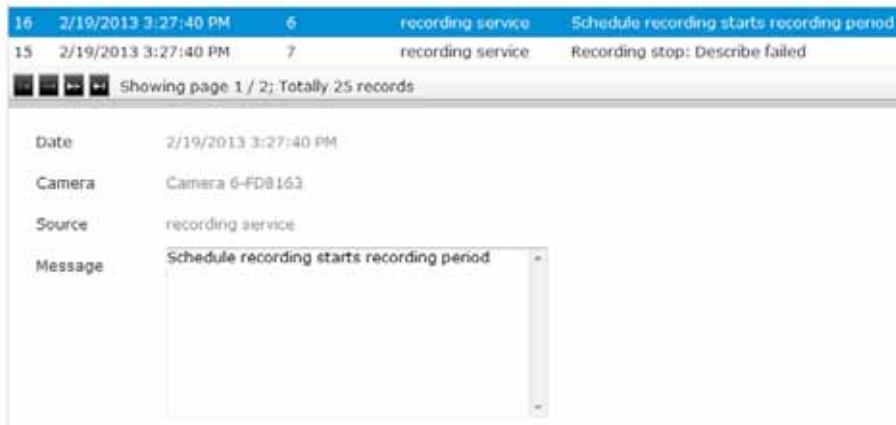 16 2/19/2013 3:27:40 PM 6 recording service Schedule recording starts recording period
15 2/19/2013 3:27:40 PM 7 recording service Recording stop: Describe failed
Showing page 1 / 2; Totally 25 records
Date 2/19/2013 3:27:40 PM
Camera Camera 6-FD8163
Source recording service
Message Schedule recording starts recording period